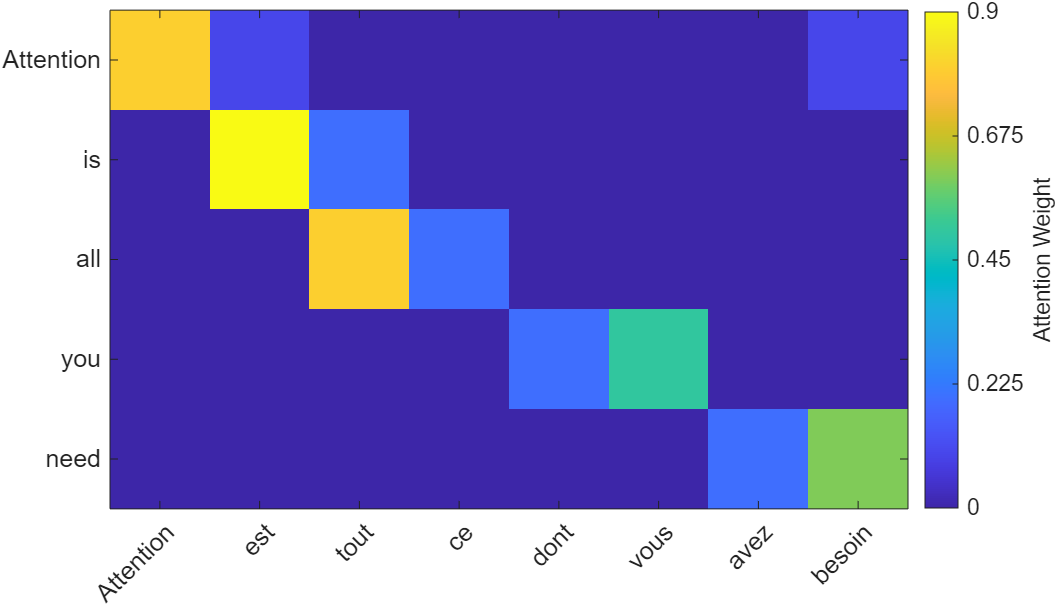 Attention
is
all
you
need
Attention
est
tout
ce
dont
vous
avez
besoin
0.9
0.675
0.45
0.225
0
Attention Weight